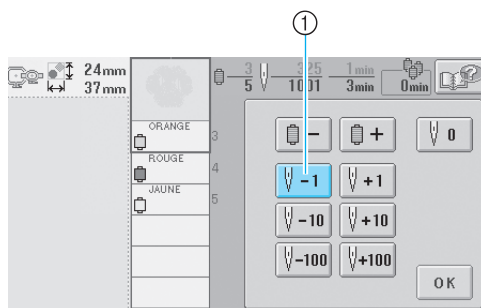 ①
24mm
37mm
3 325 1min
5 1001 3min 0min
ORANGE
3
ROUGE
4
JAUNE
5
- + 0
-1 +1
-10 +10
-100 +100
OK